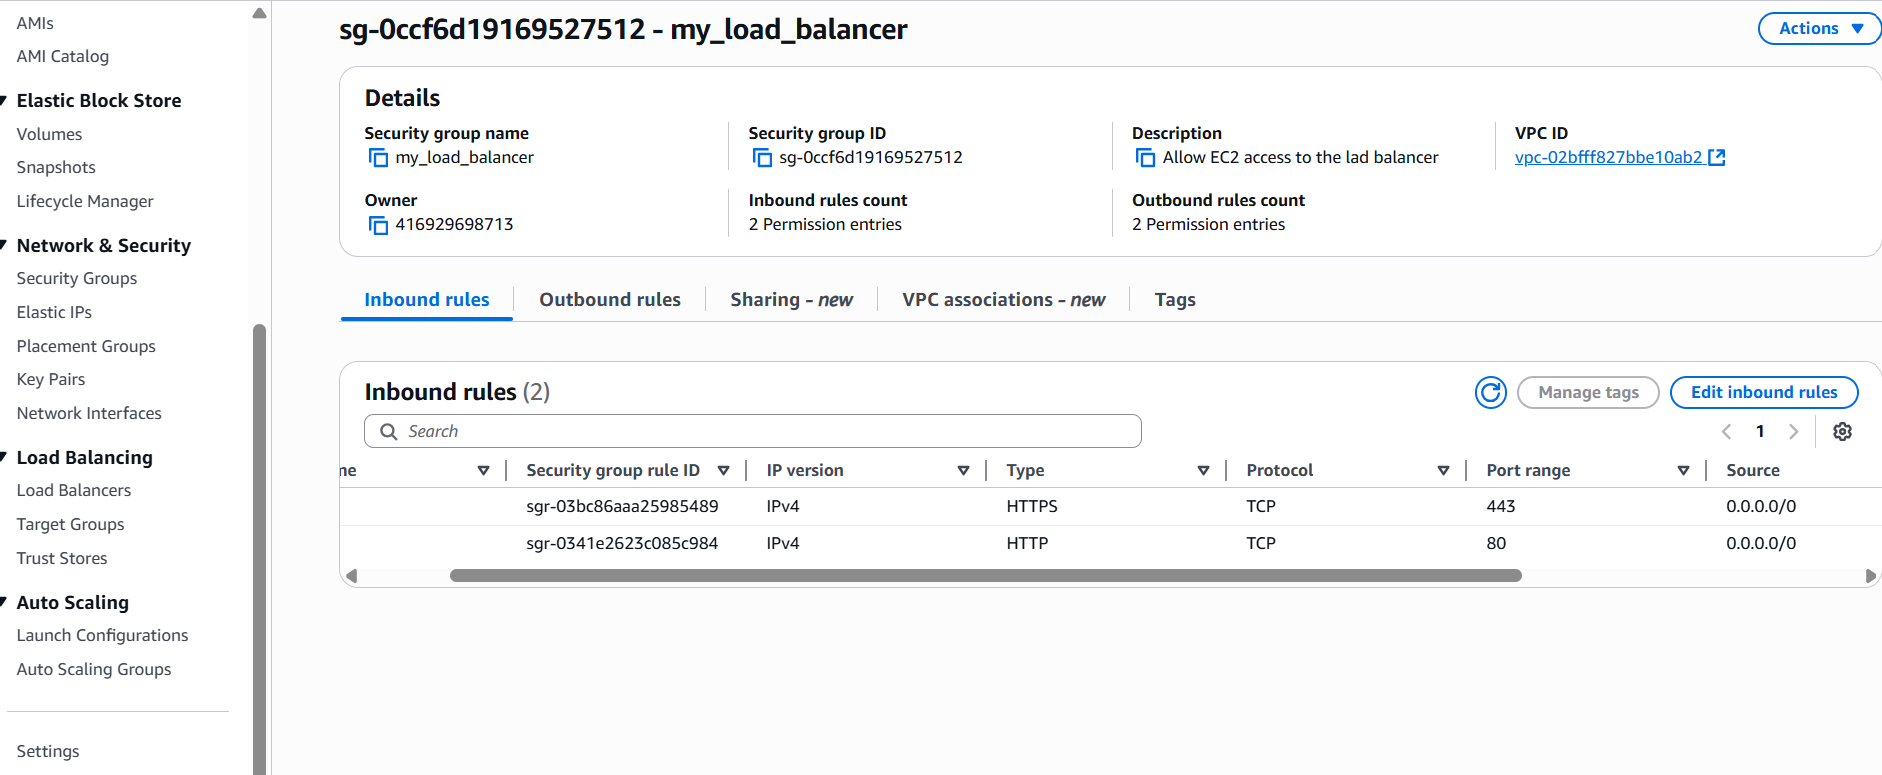 AMIs
AMI Catalog
Elastic Block Store
Volumes
Snapshots
Lifecycle Manager
Network & Security
Security Groups
Elastic IPs
Placement Groups
Key Pairs
Network Interfaces
Load Balancing
Load Balancers
Target Groups
Trust Stores
Auto Scaling
Launch Configurations
Auto Scaling Groups
Settings
sg-0ccf6d19169527512 - my_load_balancer
Actions
Details
Security group name
my_load_balancer
Security group ID
sg-0ccf6d19169527512
Description
Allow EC2 access to the lad balancer
VPC ID
vpc-02bfff827bbe10ab2
Owner
416929698713
Inbound rules count
2 Permission entries
Outbound rules count
2 Permission entries
Inbound rules
Outbound rules
Sharing - new
VPC associations - new
Tags
Inbound rules (2)
Manage tags
Edit inbound rules
Search
1
ne Security group rule ID IP version Type Protocol Port range Source
sgr-03bc86aaa25985489 IPv4 HTTPS TCP 443 0.0.0.0/0
sgr-0341e2623c085c984 IPv4 HTTP TCP 80 0.0.0.0/0